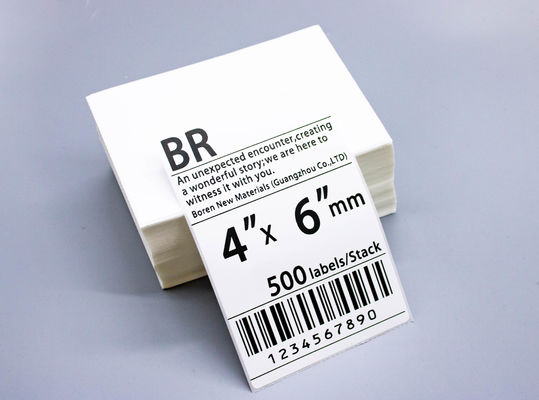 BR
An unexpected encounter,creating
a wonderful story;we are here to
witness it with you.
Boren New Materials (Guangzhou Co.,LTD)
4” x 6” mm
500 labels/Stack
1234567890